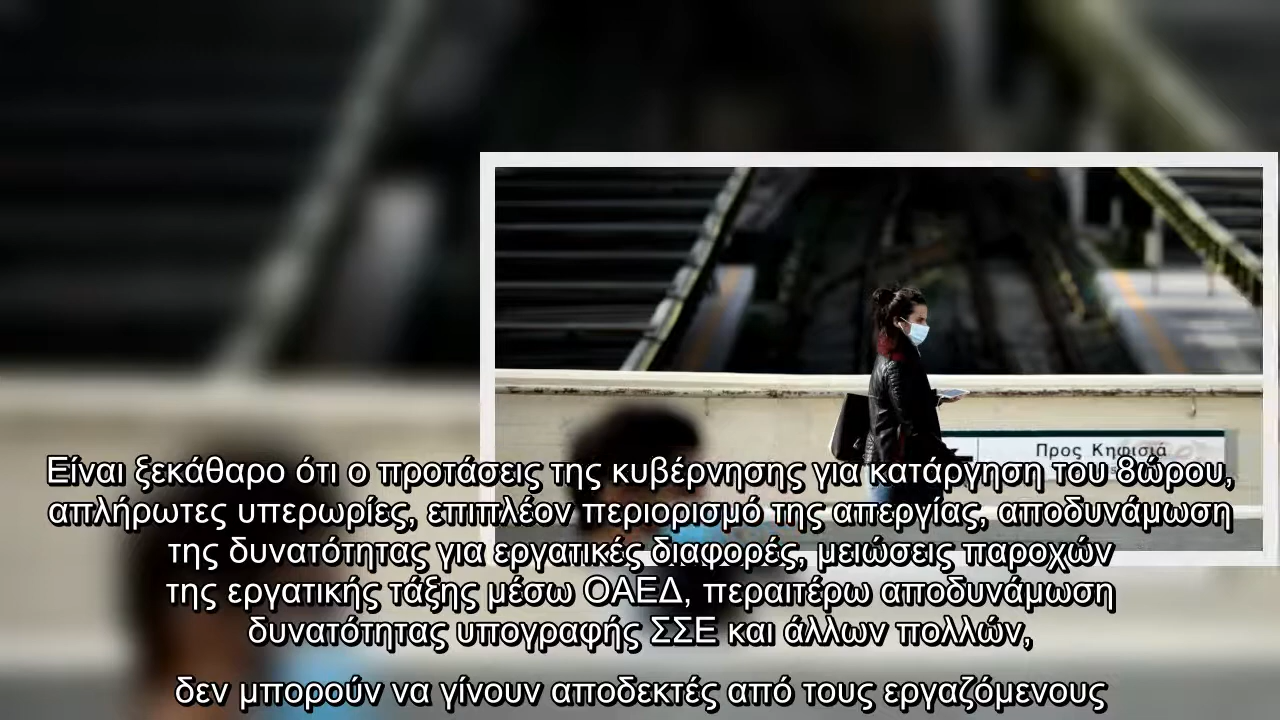 Προς Κηφισιά
Είναι ξεκάθαρο ότι ο προτάσεις της κυβέρνησης για κατάργηση του 8ώρου,
απλήρωτες υπερωρίες, επιπλέον περιορισμό της απεργίας, αποδυνάμωση
της δυνατότητας για εργατικές διαφορές, μειώσεις παροχών
της εργατικής τάξης μέσω ΟΑΕΔ, περαιτέρω αποδυνάμωση
δυνατότητας υπογραφής ΣΣΕ και άλλων πολλών,
δεν μπορούν να γίνουν αποδεκτές από τους εργαζόμενους